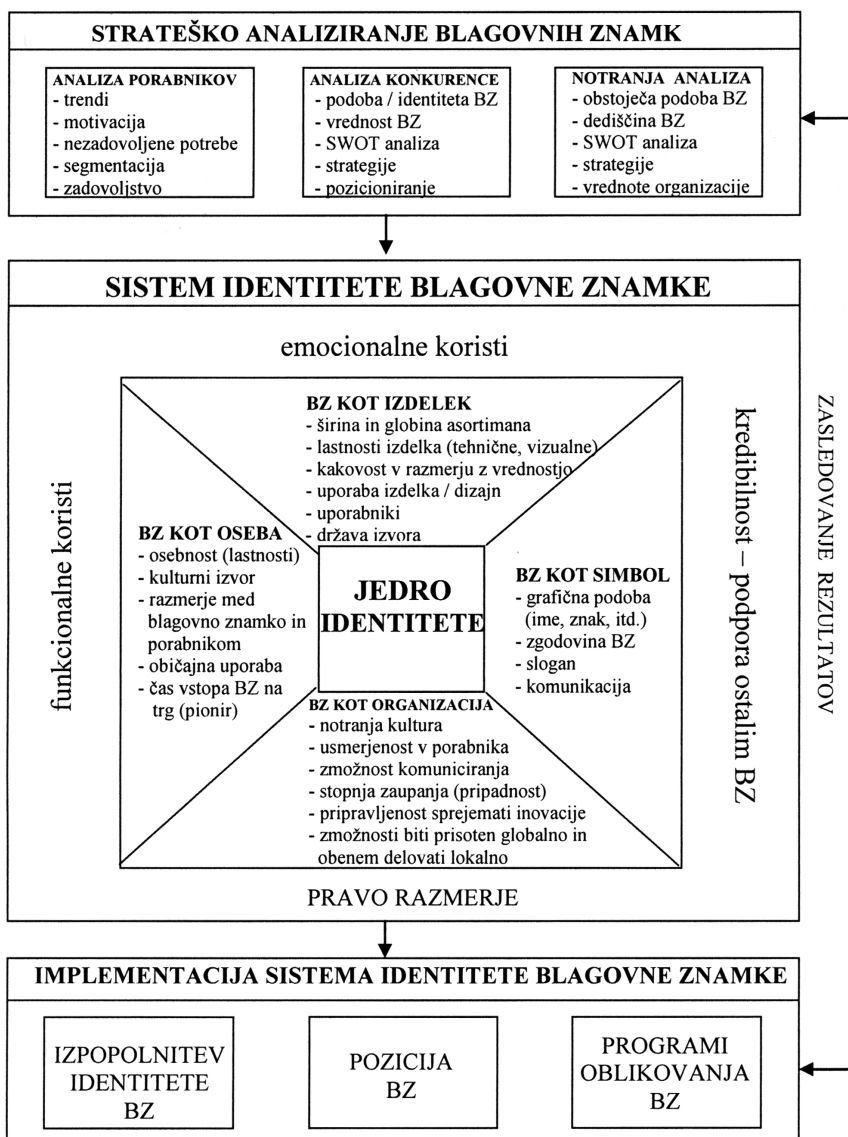 STRATEŠKO ANALIZIRANJE BLAGOVNIH ZNAMK
ANALIZA PORABNIKOV
- trendi
- motivacija
- nezadovoljene potrebe
- segmentacija
- zadovoljstvo
ANALIZA KONKURENCE
- podoba / identiteta BZ
- vrednost BZ
- SWOT analiza
- strategije
- pozicioniranje
NOTRANJA ANALIZA
- obstoječa podoba BZ
- dediščina BZ
- SWOT analiza
- strategije
- vrednote organizacije
SISTEM IDENTITETE BLAGOVNE ZNAMKE
emocionalne koristi
funkcionalne koristi
BZ KOT IZDELEK
- širina in globina asortimana
- lastnosti izdelka (tehnične, vizualne)
- kakovost v razmerju z vrednostjo
- uporaba izdelka / dizajn
- uporabniki
- država izvora
BZ KOT OSEBA
- osebnost (lastnosti)
- kulturni izvor
- razmerje med
blagovno znamko in
porabnikom
- običajna uporaba
- čas vstopa BZ na
trg (pionir)
JEDRO
IDENTITETE
BZ KOT SIMBOL
- grafična podoba
(ime, znak, itd.)
- zgodovina BZ
- slogan
- komunikacija
BZ KOT ORGANIZACIJA
- notranja kultura
- usmerjenost v porabnika
- zmožnost komuniciranja
- stopnja zaupanja (pripadnost)
- pripravljenost sprejemati inovacije
- zmožnosti biti prisoten globalno in
obenem delovati lokalno
kredibilnost – podpora ostalim BZ
PRAVO RAZMERJE
ZASLEDOVANJE REZULTATOV
IMPLEMENTACIJA SISTEMA IDENTITETE BLAGOVNE ZNAMKE
IZPOPOLNITEV
IDENTITETE
BZ
POZICIJA
BZ
PROGRAMI
OBLIKOVANJA
BZ